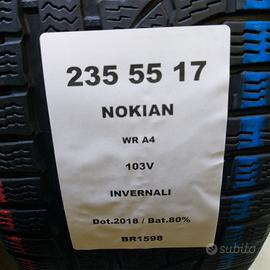 235 55 17
NOKIAN
WR A4
103V
INVERNALI
Dot.2018 / Bat.80%
BR1598
subito